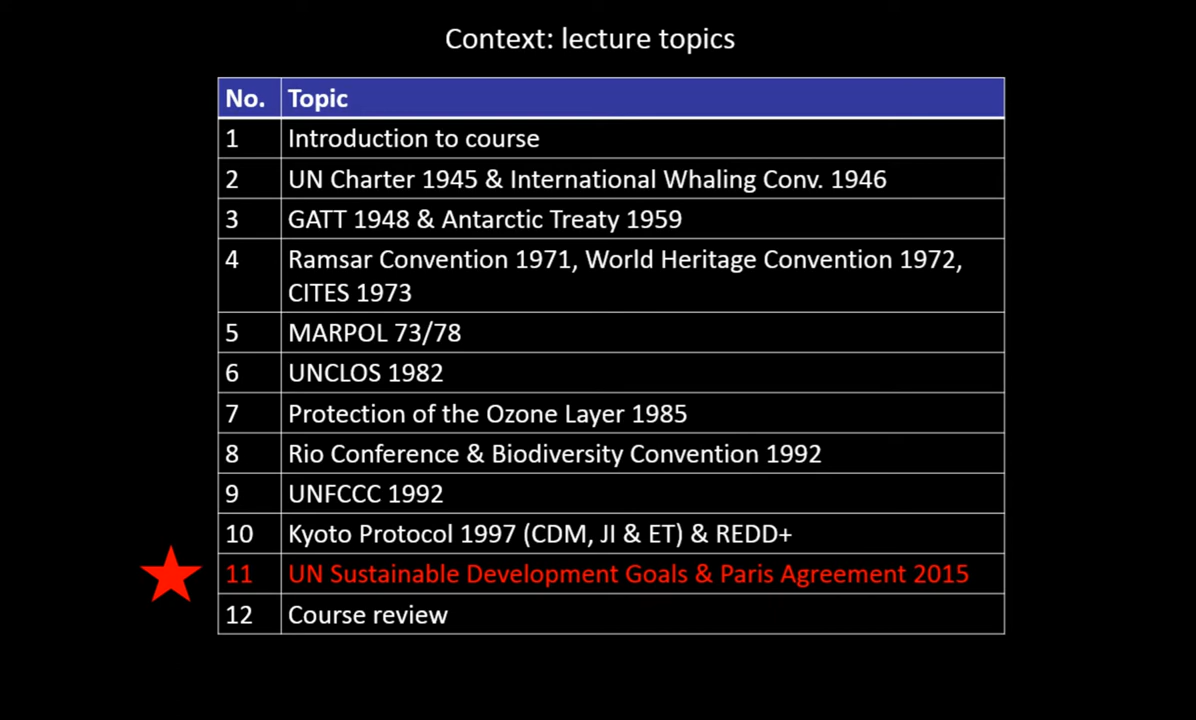 Context: lecture topics
No. Topic
1 Introduction to course
2 UN Charter 1945 & International Whaling Conv. 1946
3 GATT 1948 & Antarctic Treaty 1959
4 Ramsar Convention 1971, World Heritage Convention 1972,
CITES 1973
5 MARPOL 73/78
6 UNCLOS 1982
7 Protection of the Ozone Layer 1985
8 Rio Conference & Biodiversity Convention 1992
9 UNFCCC 1992
10 Kyoto Protocol 1997 (CDM, JI & ET) & REDD+
11 UN Sustainable Development Goals & Paris Agreement 2015
12 Course review